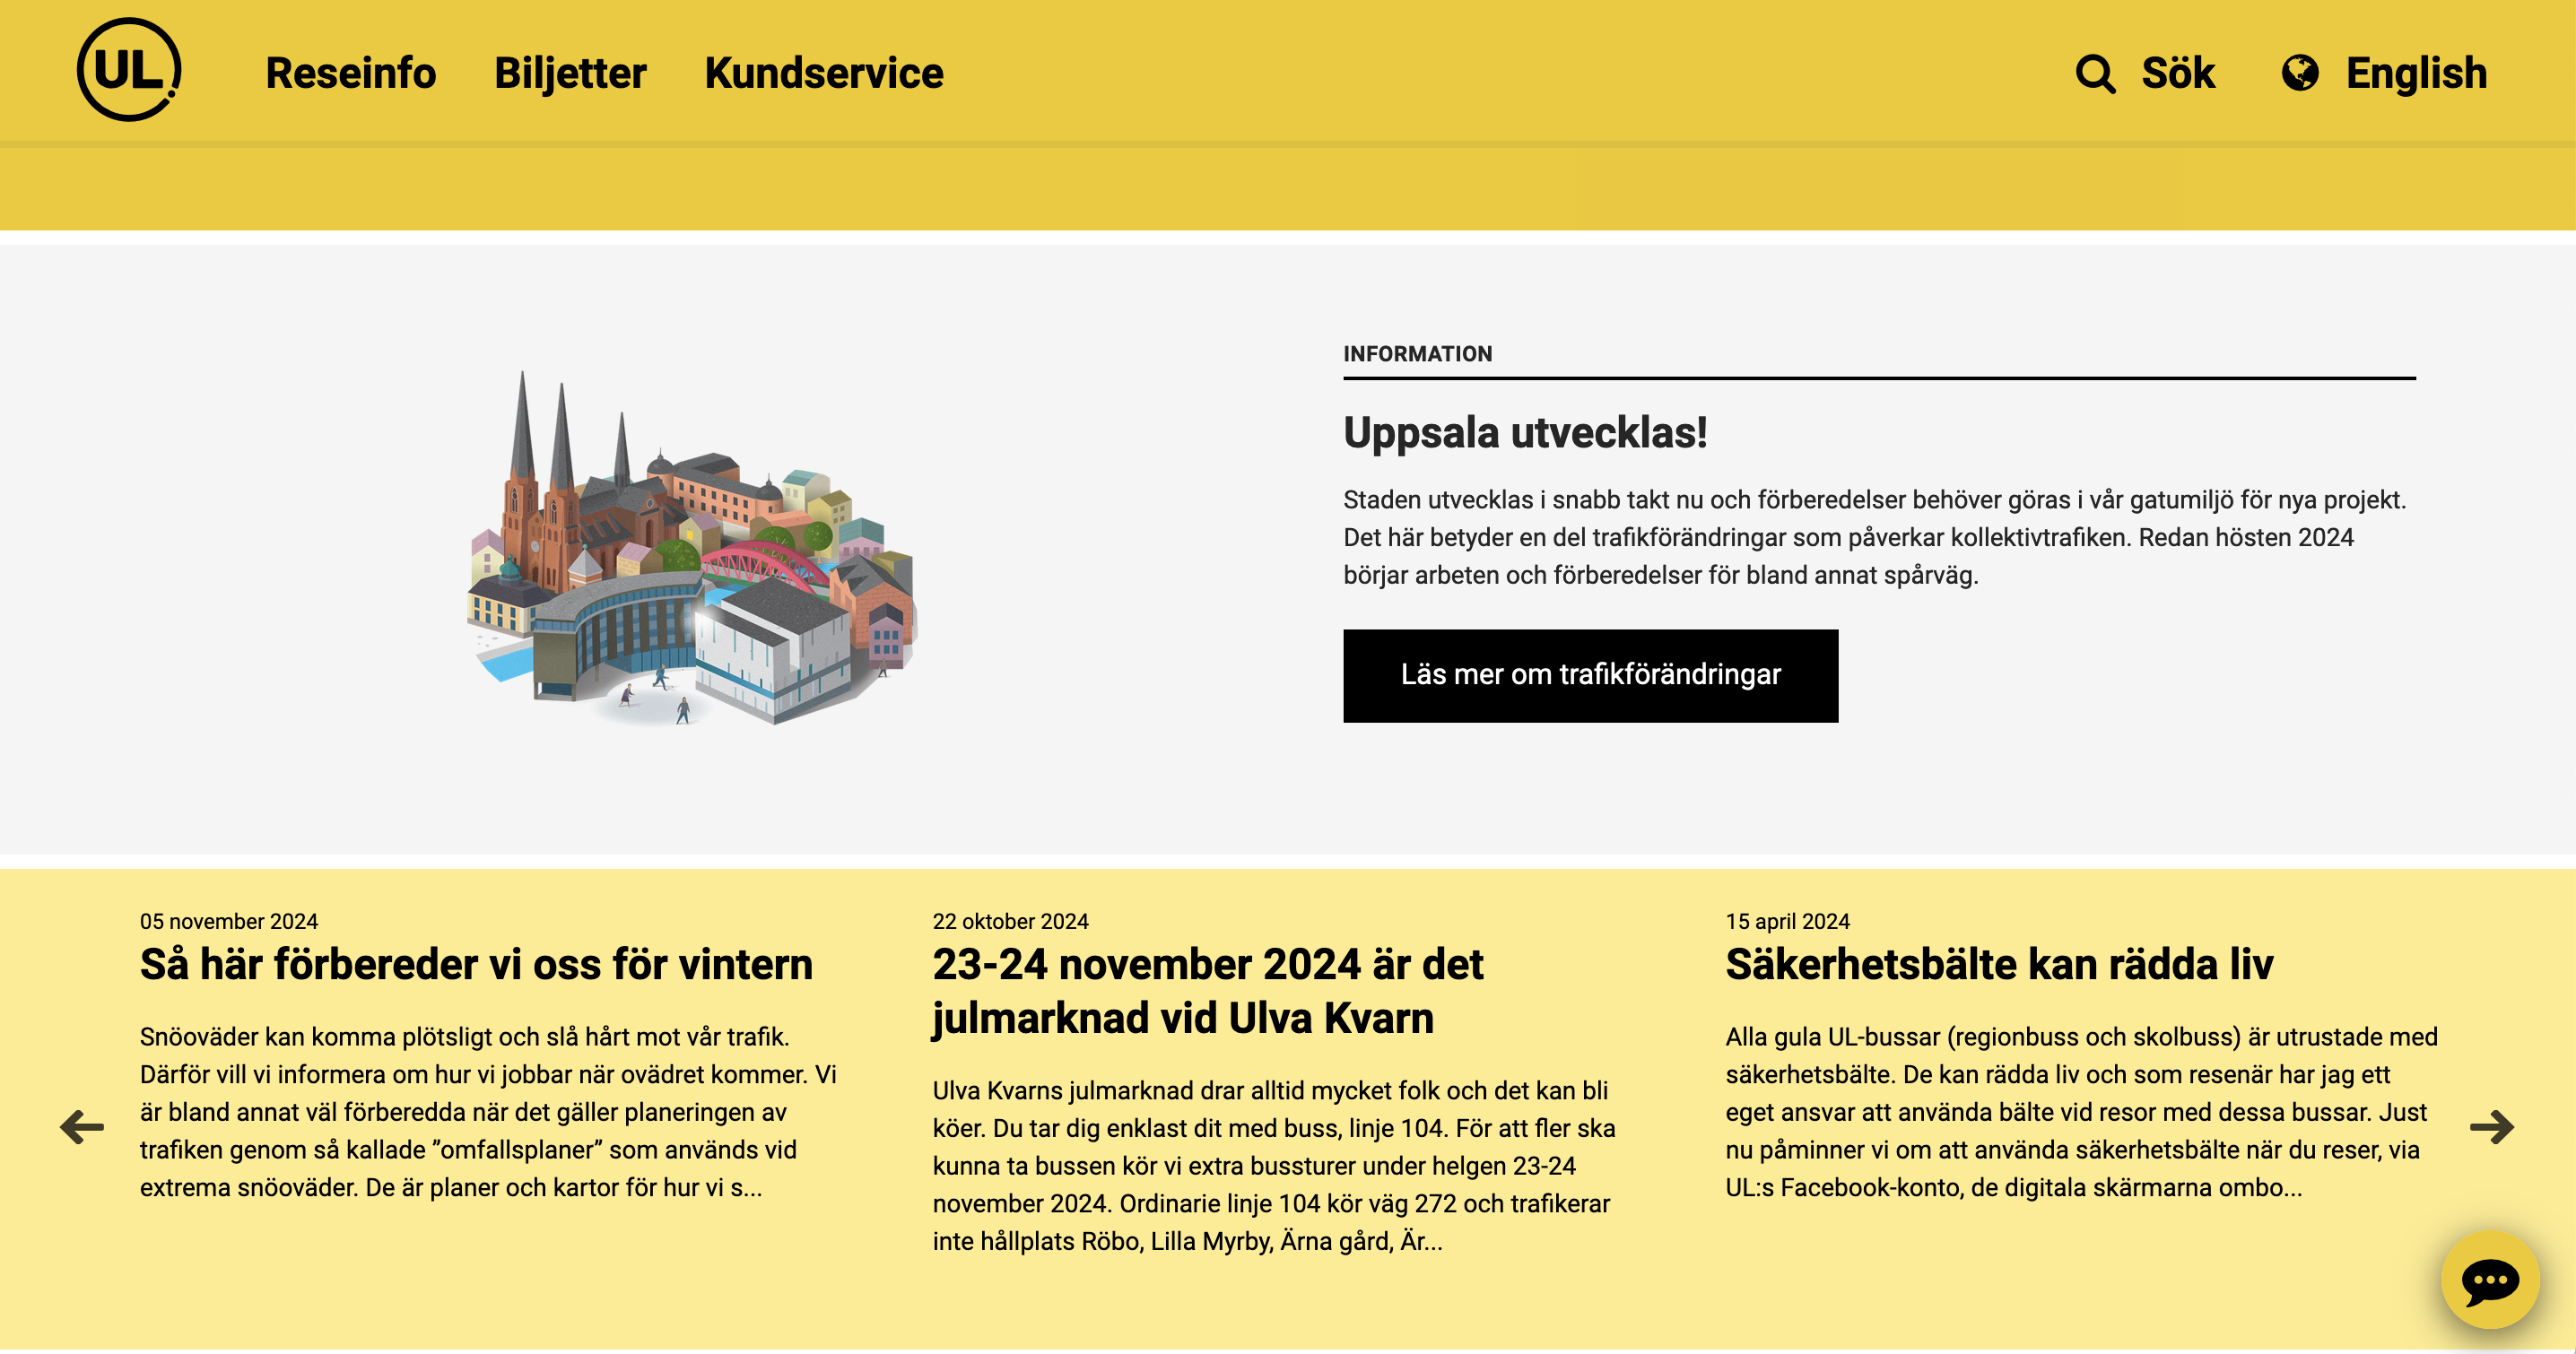 UL
Reseinfo
Biljetter
Kundservice
Sök
English
INFORMATION
Uppsala utvecklas!
Staden utvecklas i snabb takt nu och förberedelser behöver göras i vår gatumiljö för nya projekt.
Det här betyder en del trafikförändringar som påverkar kollektivtrafiken. Redan hösten 2024
börjar arbeten och förberedelser för bland annat spårväg.
Läs mer om trafikförändringar
05 november 2024
Så här förbereder vi oss för vintern
Snöoväder kan komma plötsligt och slå hårt mot vår trafik.
Därför vill vi informera om hur vi jobbar när ovädret kommer. Vi
är bland annat väl förberedda när det gäller planeringen av
trafiken genom så kallade ”omfallsplaner” som används vid
extrema snöoväder. De är planer och kartor för hur vi s...
22 oktober 2024
23-24 november 2024 är det
julmarknad vid Ulva Kvarn
Ulva Kvarns julmarknad drar alltid mycket folk och det kan bli
köer. Du tar dig enklast dit med buss, linje 104. För att fler ska
kunna ta bussen kör vi extra bussturer under helgen 23-24
november 2024. Ordinarie linje 104 kör väg 272 och trafikerar
inte hållplats Röbo, Lilla Myrby, Ärna gård, Är...
15 april 2024
Säkerhetsbälte kan rädda liv
Alla gula UL-bussar (regionbuss och skolbuss) är utrustade med
säkerhetsbälte. De kan rädda liv och som resenär har jag ett
eget ansvar att använda bälte vid resor med dessa bussar. Just
nu påminner vi om att använda säkerhetsbälte när du reser, via
UL:s Facebook-konto, de digitala skärmarna ombo...